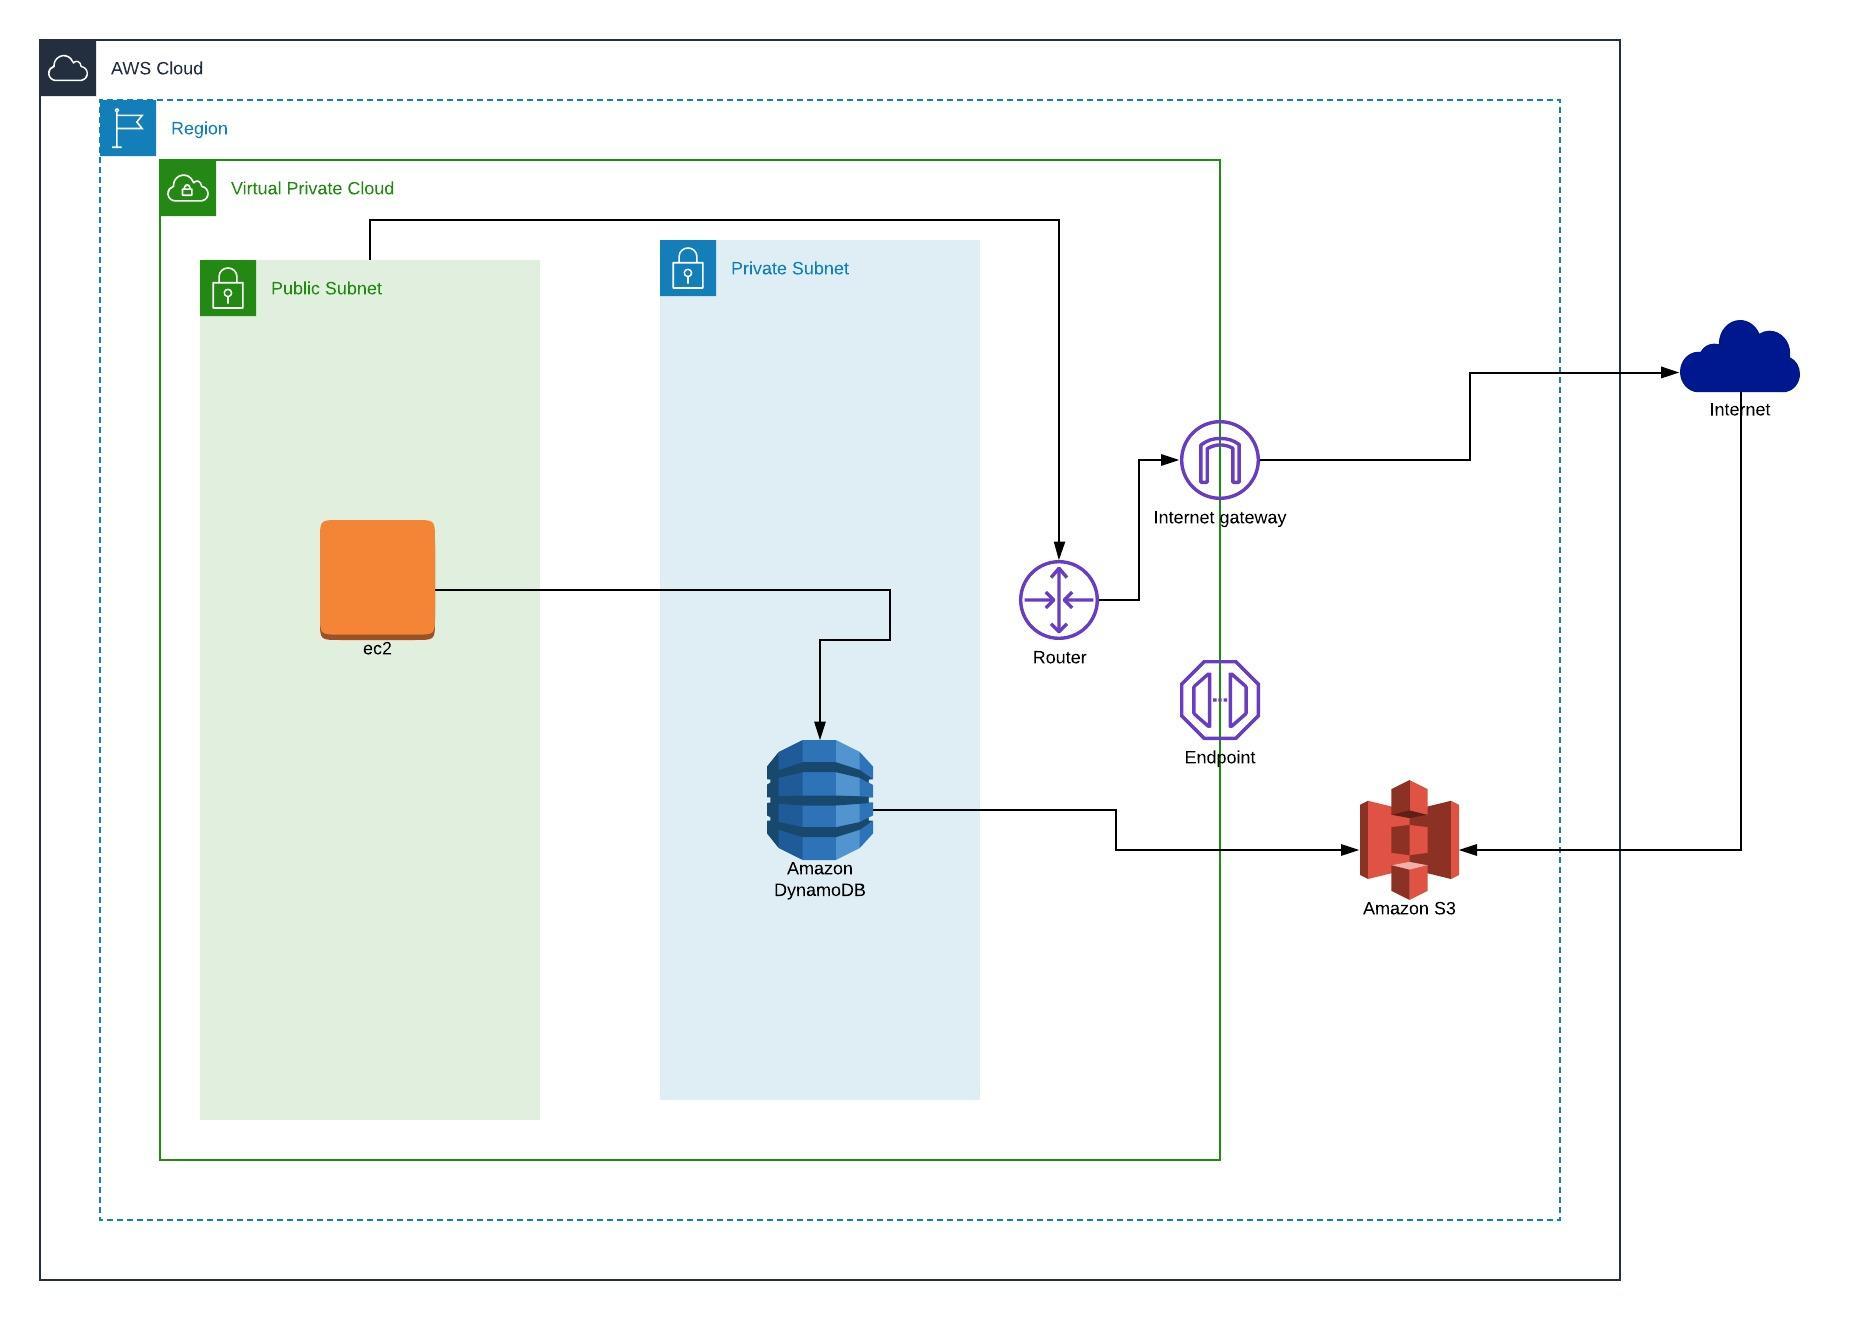 AWS Cloud
Region
Virtual Private Cloud
Public Subnet
Private Subnet
Internet
Internet gateway
ec2
Router
Endpoint
Amazon
DynamoDB
Amazon S3